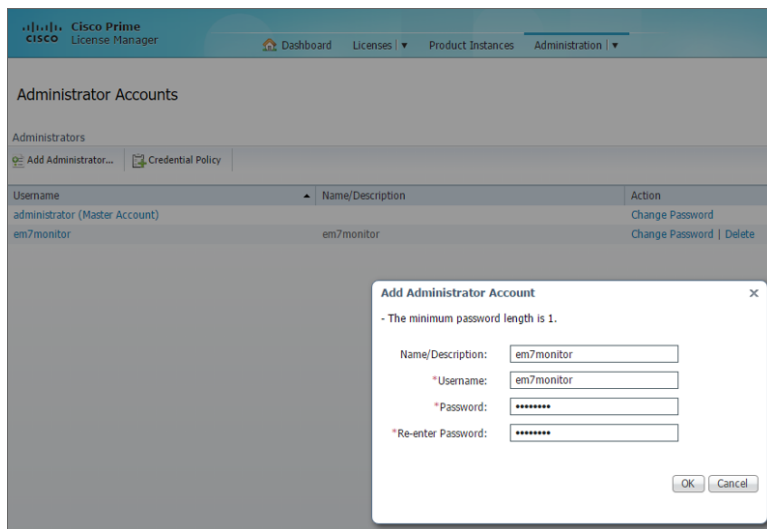 Cisco Prime
CISCO License Manager
Dashboard Licenses | ▼ Product Instances Administration | ▼
Administrator Accounts
Administrators
Add Administrator... Credential Policy
Username ▲ Name/Description Action
administrator (Master Account) Change Password
em7monitor em7monitor Change Password | Delete
Add Administrator Account ×
- The minimum password length is 1.
Name/Description: em7monitor
*Username: em7monitor
*Password: ••••••••
*Re-enter Password: ••••••••
OK Cancel